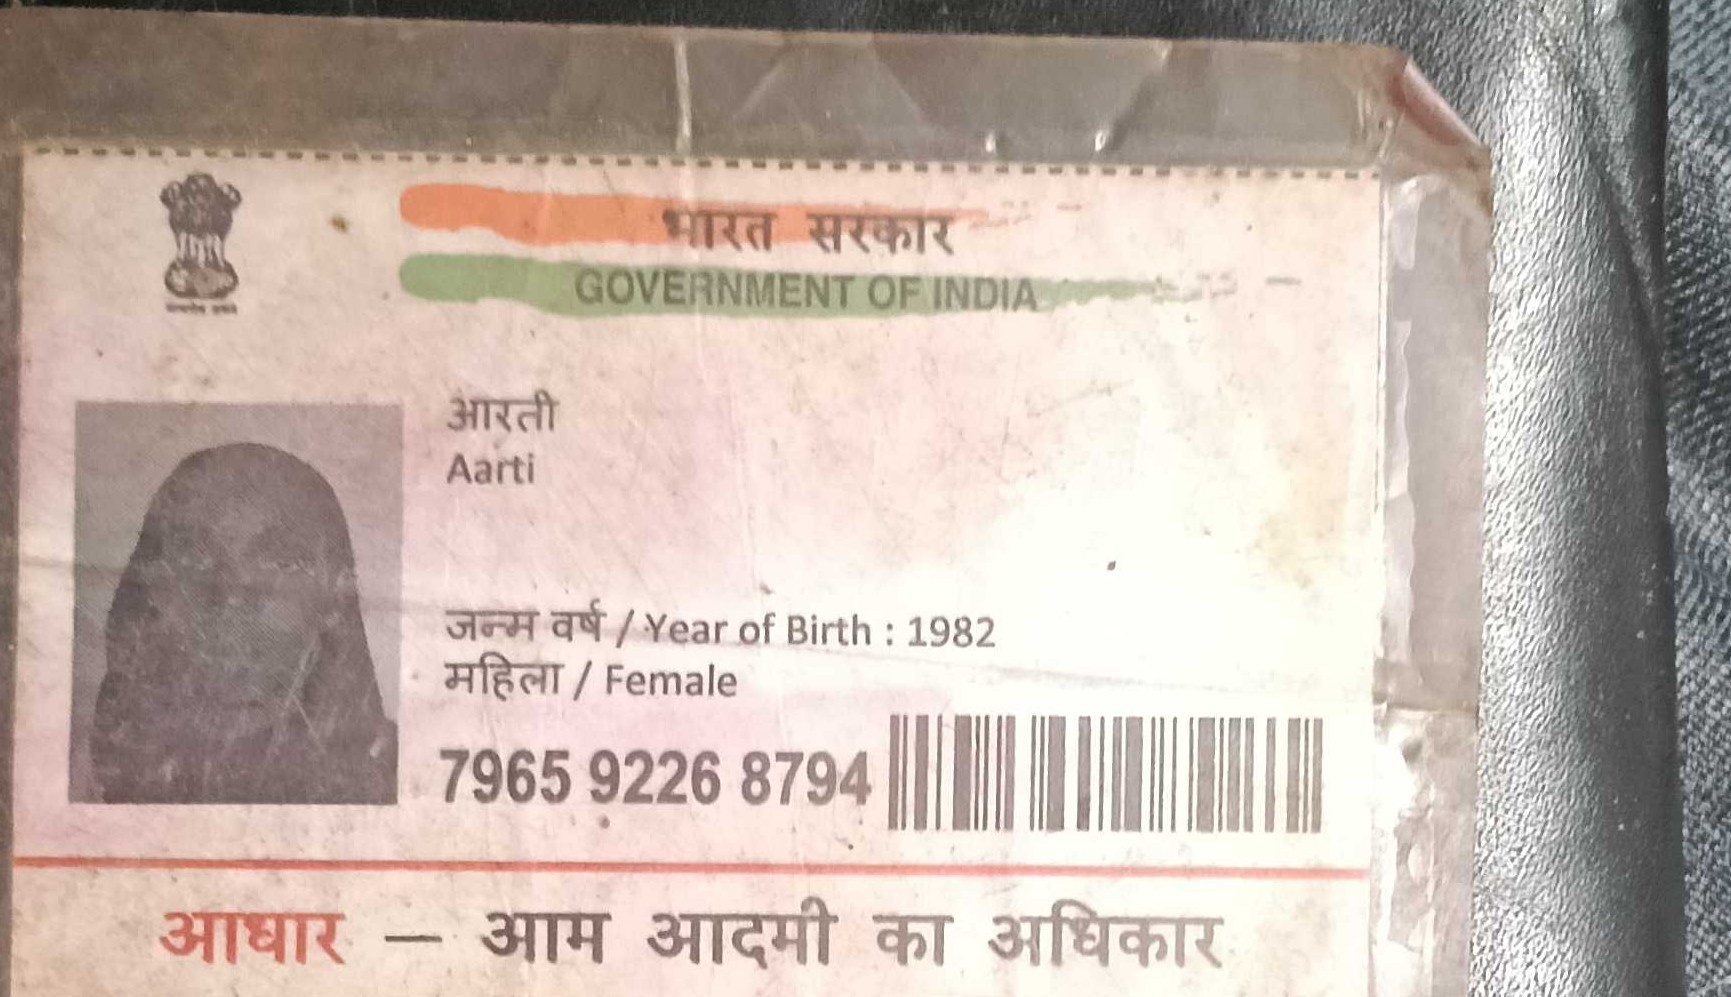 भारत सरकार
GOVERNMENT OF INDIA
आरती
Aarti
जन्म वर्ष / Year of Birth : 1982
महिला / Female
7965 9226 8794
आधार — आम आदमी का अधिकार